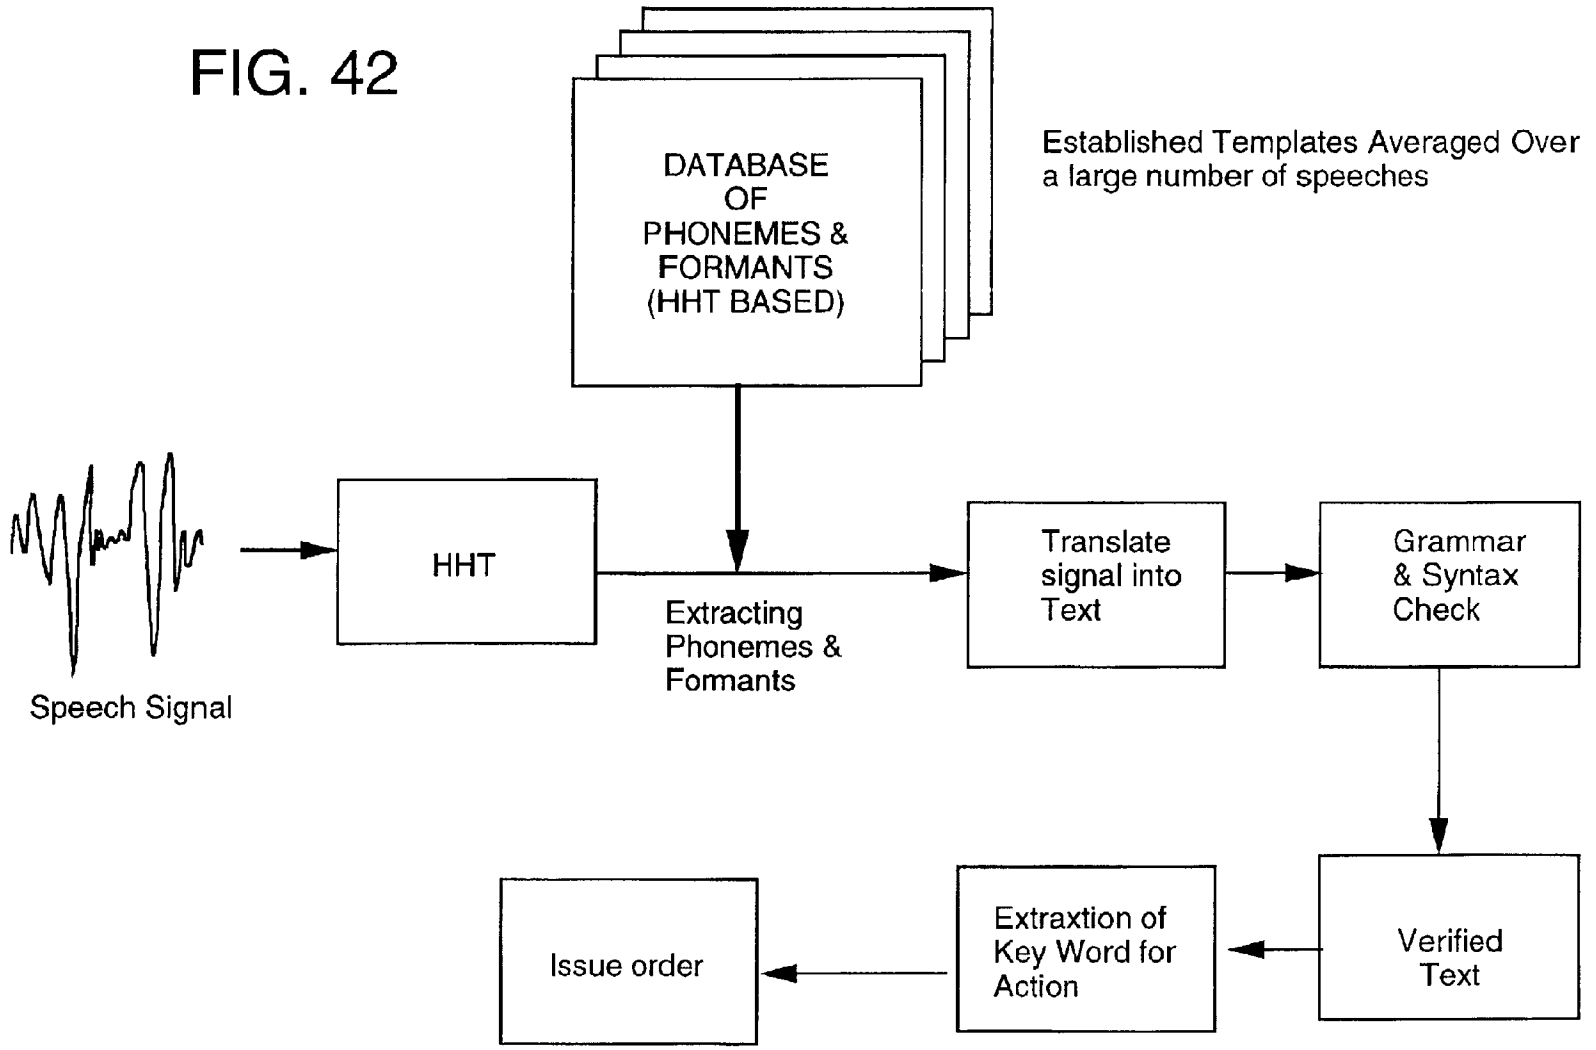 FIG. 42
DATABASE
OF
PHONEMES &
FORMANTS
(HHT BASED)
Established Templates Averaged Over
a large number of speeches
Speech Signal
HHT
Extracting
Phonemes &
Formants
Translate
signal into
Text
Grammar
& Syntax
Check
Verified
Text
Extraxtion of
Key Word for
Action
Issue order